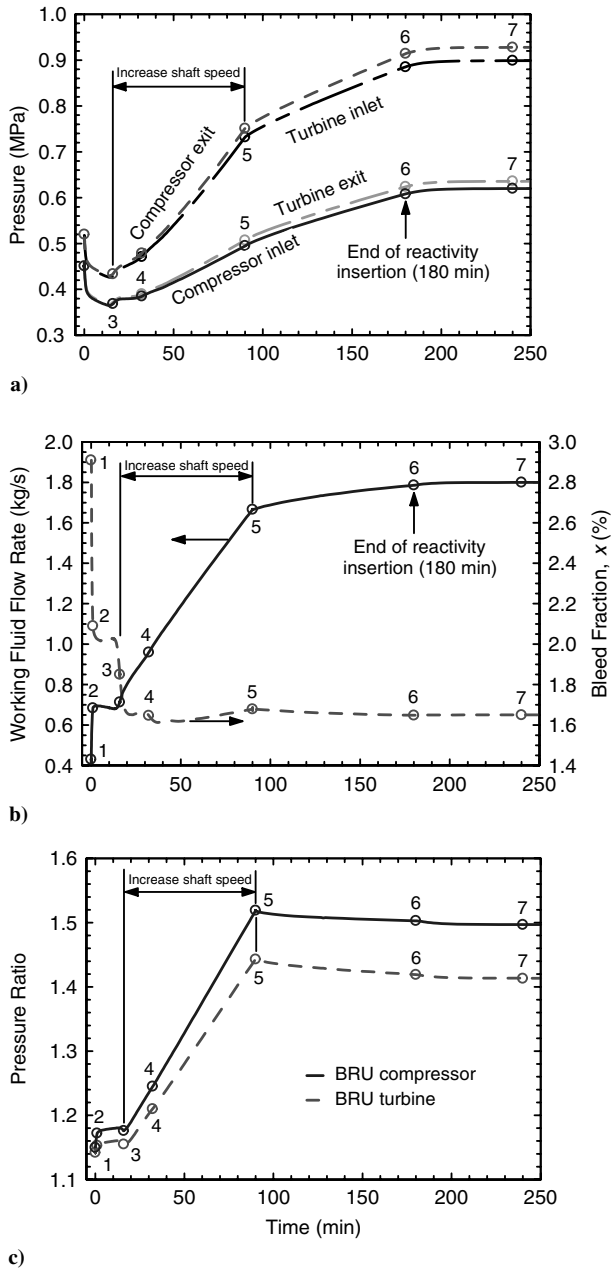 Pressure (MPa)
1.0
0.9
0.8
0.7
0.6
0.5
0.4
0.3
Increase shaft speed
Compressor exit
Turbine inlet
Turbine exit
Compressor inlet
3
4
5
5
6
6
7
7
End of reactivity
insertion (180 min)
0 50 100 150 200 250
a)
Working Fluid Flow Rate (kg/s)
2.0
1.8
1.6
1.4
1.2
1.0
0.8
0.6
0.4
Increase shaft speed
1
2
3
4
5
6
7
1
2
4
5
6
7
End of reactivity
insertion (180 min)
Bleed Fraction, x (%)
3.0
2.8
2.6
2.4
2.2
2.0
1.8
1.6
1.4
0 50 100 150 200 250
b)
Pressure Ratio
1.6
1.5
1.4
1.3
1.2
1.1
Increase shaft speed
2
1
3
4
4
5
5
6
6
7
7
BRU compressor
BRU turbine
0 50 100 150 200 250
Time (min)
c)